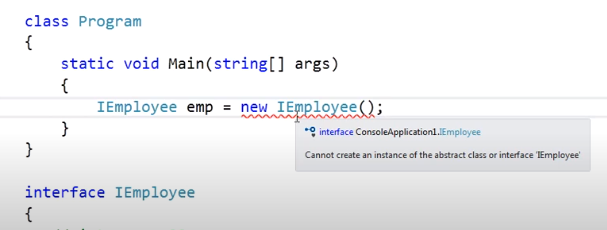 class Program
{
static void Main(string[] args)
{
IEmployee emp = new IEmployee();
}
interface ConsoleApplication1.IEmployee
Cannot create an instance of the abstract class or interface 'IEmployee'
}
interface IEmployee
{